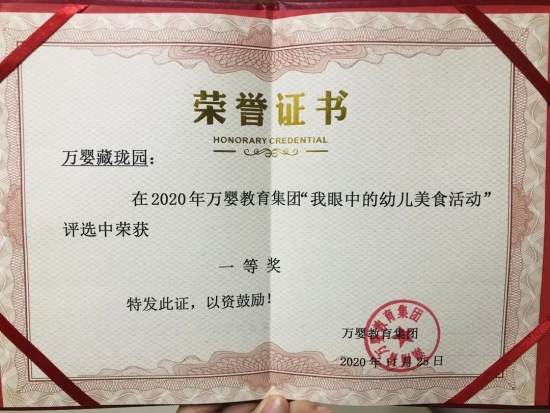 荣誉证书
HONORARY CREDENTIAL
万婴藏珑园：
在2020年万婴教育集团“我眼中的幼儿美食活动”
评选中荣获
一等奖
特发此证，以资鼓励！
万婴教育集团
2020年11月25日